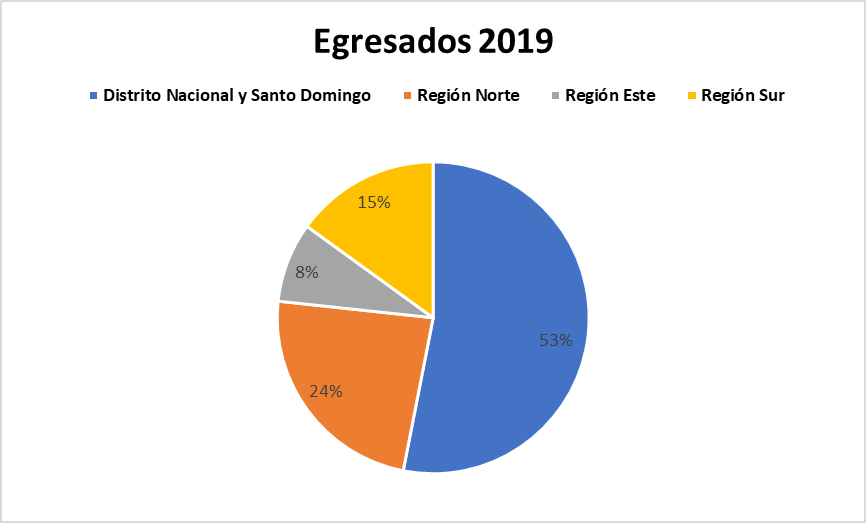 Egresados 2019
Distrito Nacional y Santo Domingo Región Norte Región Este Región Sur
15%
8%
53%
24%